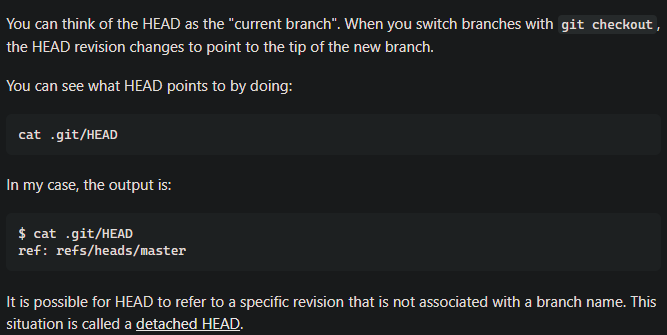 You can think of the HEAD as the "current branch". When you switch branches with git checkout,
the HEAD revision changes to point to the tip of the new branch.
You can see what HEAD points to by doing:
cat .git/HEAD
In my case, the output is:
$ cat .git/HEAD
ref: refs/heads/master
It is possible for HEAD to refer to a specific revision that is not associated with a branch name. This
situation is called a detached HEAD.